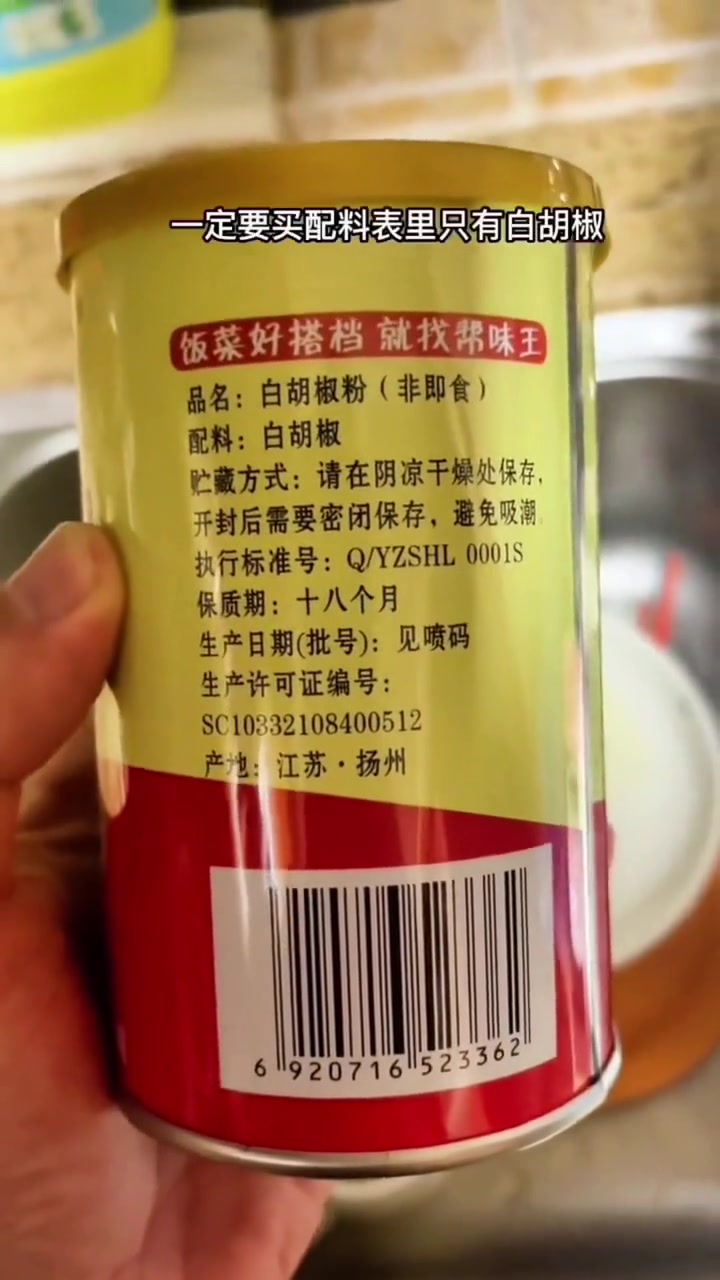 一定要买配料表里只有白胡椒
饭菜好搭档 就找帮味王
品名：白胡椒粉（非即食）
配料：白胡椒
贮藏方式：请在阴凉干燥处保存，
开封后需要密闭保存，避免吸潮
执行标准号：Q/YZSHL 0001S
保质期：十八个月
生产日期(批号)：见喷码
生产许可证编号：
SC10332108400512
产地：江苏·扬州
6 920716 523362